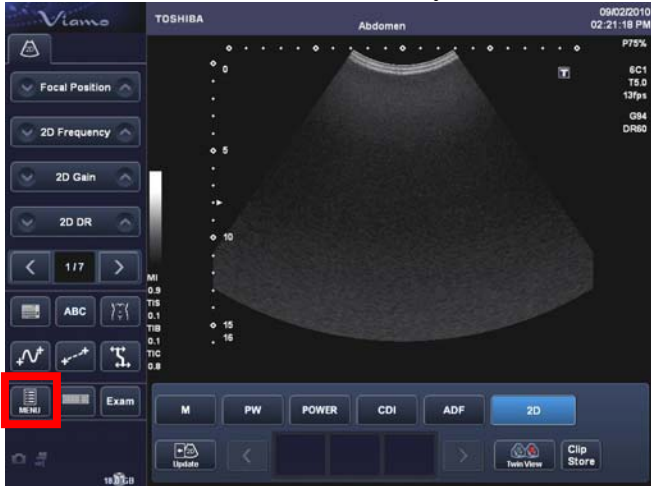 Viamo
TOSHIBA
Abdomen
09/02/2010
02:21:18 PM
Focal Position
2D Frequency
2D Gain
2D DR
1/7
ABC
MENU
Exam
0
5
10
15
16
T
P75%
6C1
T5.0
13fps
G94
DR60
MI
0.9
TIS
0.1
TIB
0.1
TIC
0.8
M
PW
POWER
CDI
ADF
2D
Update
Twin View
Clip
Store